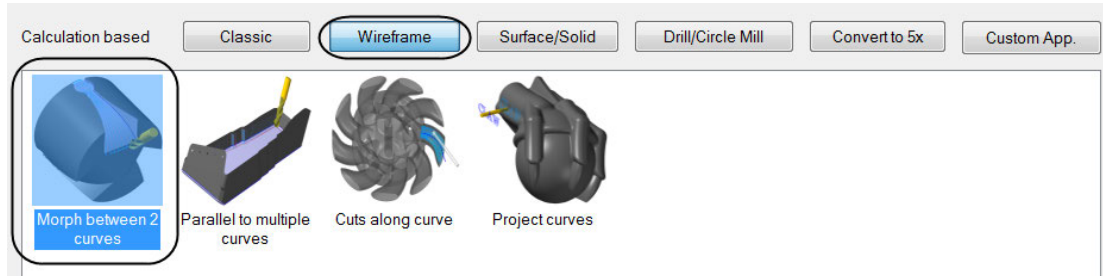 Calculation based Classic Wireframe Surface/Solid Drill/Circle Mill Convert to 5x Custom App.
Morph between 2 curves
Parallel to multiple curves
Cuts along curve
Project curves